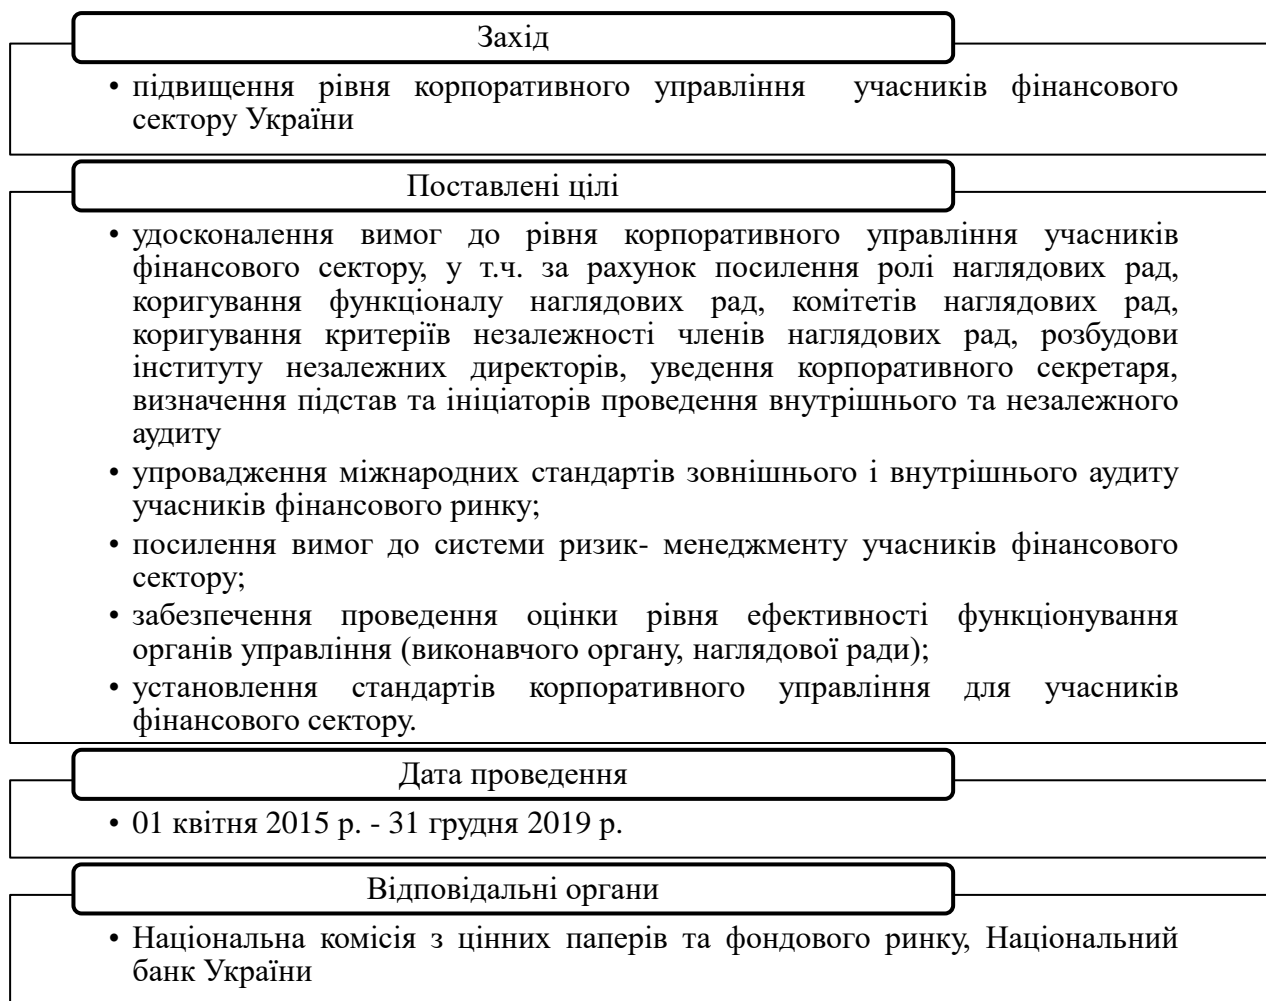 Захід
• підвищення рівня корпоративного управління учасників фінансового
сектору України
Поставлені цілі
• удосконалення вимог до рівня корпоративного управління учасників
фінансового сектору, у т.ч. за рахунок посилення ролі наглядових рад,
коригування функціоналу наглядових рад, комітетів наглядових рад,
коригування критеріїв незалежності членів наглядових рад, розбудови
інституту незалежних директорів, уведення корпоративного секретаря,
визначення підстав та ініціаторів проведення внутрішнього та незалежного
аудиту
• упровадження міжнародних стандартів зовнішнього і внутрішнього аудиту
учасників фінансового ринку;
• посилення вимог до системи ризик- менеджменту учасників фінансового
сектору;
• забезпечення проведення оцінки рівня ефективності функціонування
органів управління (виконавчого органу, наглядової ради);
• установлення стандартів корпоративного управління для учасників
фінансового сектору.
Дата проведення
• 01 квітня 2015 р. - 31 грудня 2019 р.
Відповідальні органи
• Національна комісія з цінних паперів та фондового ринку, Національний
банк України